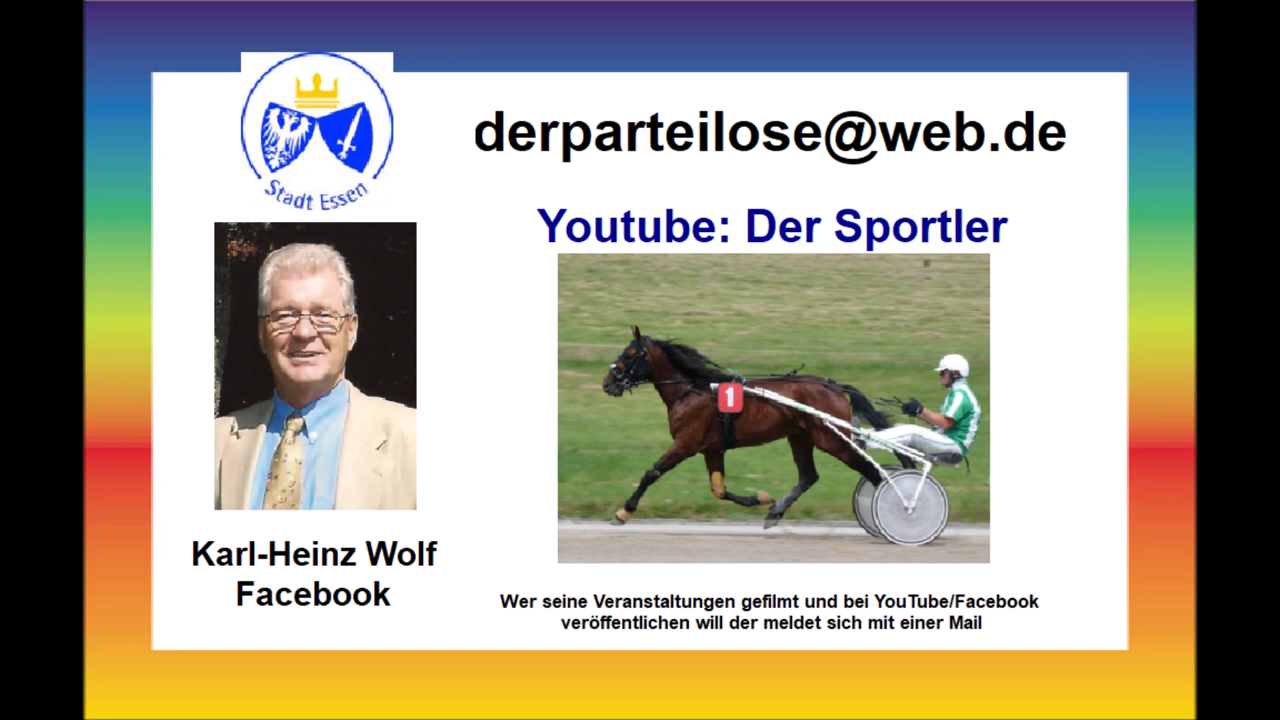 Stadt Essen
derparteilose@web.de
Youtube: Der Sportler
1
Karl-Heinz Wolf
Facebook
Wer seine Veranstaltungen gefilmt und bei YouTube/Facebook
veröffentlichen will der meldet sich mit einer Mail